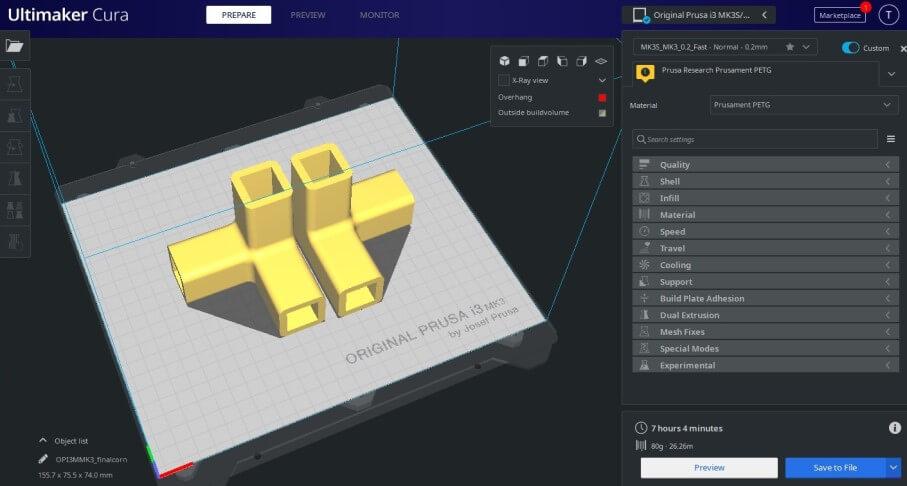 Ultimaker Cura
PREPARE
PREVIEW
MONITOR
Original Prusa i3 MK3S/...
Marketplace
1
T
MK3S_MK3_0.2_Fast - Normal - 0.2mm
Custom
Prusa Research Prusament PETG
Material
Prusament PETG
Search settings
Quality
Shell
Infill
Material
Speed
Travel
Cooling
Support
Build Plate Adhesion
Dual Extrusion
Mesh Fixes
Special Modes
Experimental
X-Ray view
Overhang
Outside buildvolume
ORIGINAL PRUSA i3 MK3
by Josef Prusa
Object list
OPI3MMK3_finalcorn
155.7 x 75.5 x 74.0 mm
7 hours 4 minutes
80g · 26.26m
Preview
Save to File